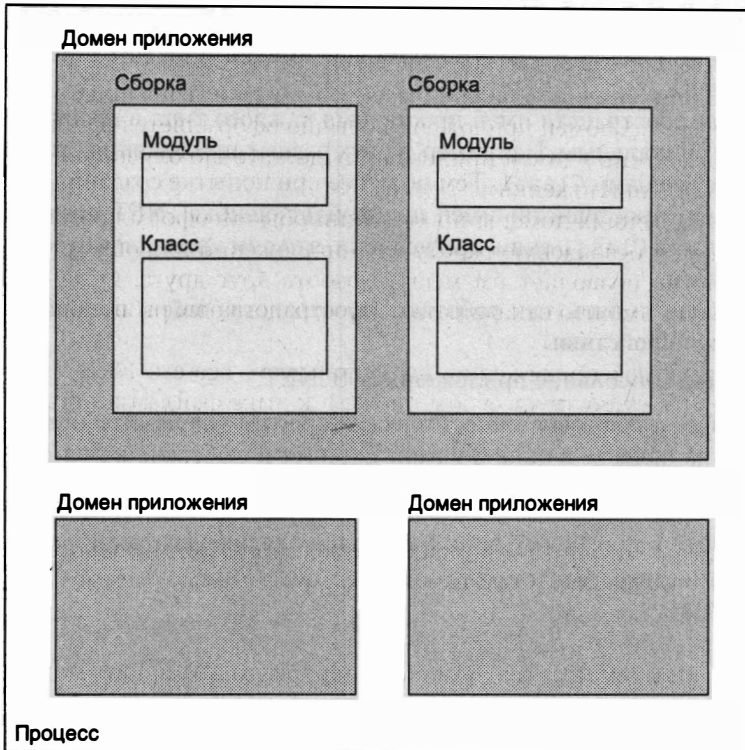 Домен приложения
Сборка
Сборка
Модуль
Модуль
Класс
Класс
Домен приложения
Домен приложения
Процесс